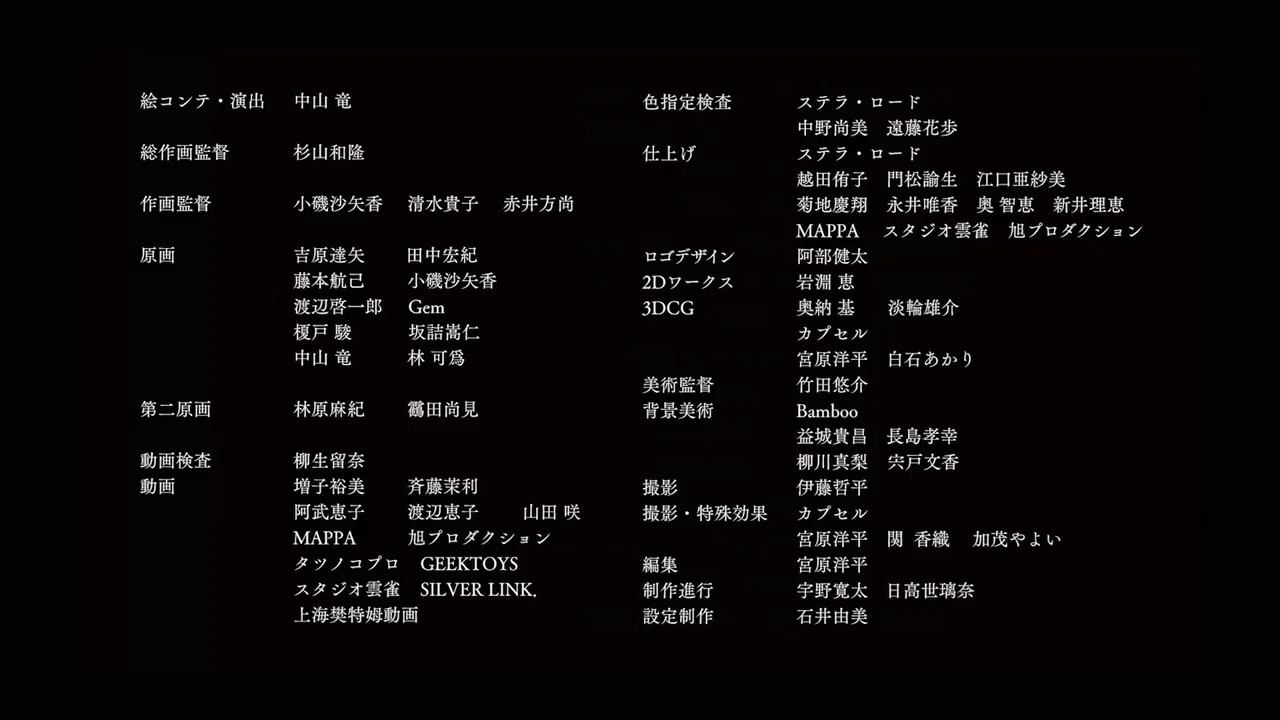 絵コンテ・演出 中山 竜
総作画監督 杉山和隆
作画監督 小磯沙矢香 清水貴子 赤井方尚
原画 吉原達矢 田中宏紀
藤本航己 小磯沙矢香
渡辺啓一郎 Gem
榎戸 駿 坂詰嵩仁
中山 竜 林 可爲
第二原画 林原麻紀 靏田尚見
動画検査 柳生留奈
動画 増子裕美 斉藤茉利
阿武恵子 渡辺恵子 山田 咲
MAPPA 旭プロダクション
タツノコプロ GEEKTOYS
スタジオ雲雀 SILVER LINK.
上海樊特姆動画
色指定検査 ステラ・ロード
中野尚美 遠藤花歩
仕上げ ステラ・ロード
越田侑子 門松諭生 江口亜紗美
菊地慶翔 永井唯香 奥 智恵 新井理恵
MAPPA スタジオ雲雀 旭プロダクション
ロゴデザイン 阿部健太
2Dワークス 岩淵 恵
3DCG 奥納 基 淡輪雄介
カプセル
宮原洋平 白石あかり
美術監督 竹田悠介
背景美術 Bamboo
益城貴昌 長島孝幸
柳川真梨 宍戸文香
撮影 伊藤哲平
撮影・特殊効果 カプセル
宮原洋平 関 香織 加茂やよい
編集 宮原洋平
制作進行 宇野寛太 日高世璃奈
設定制作 石井由美